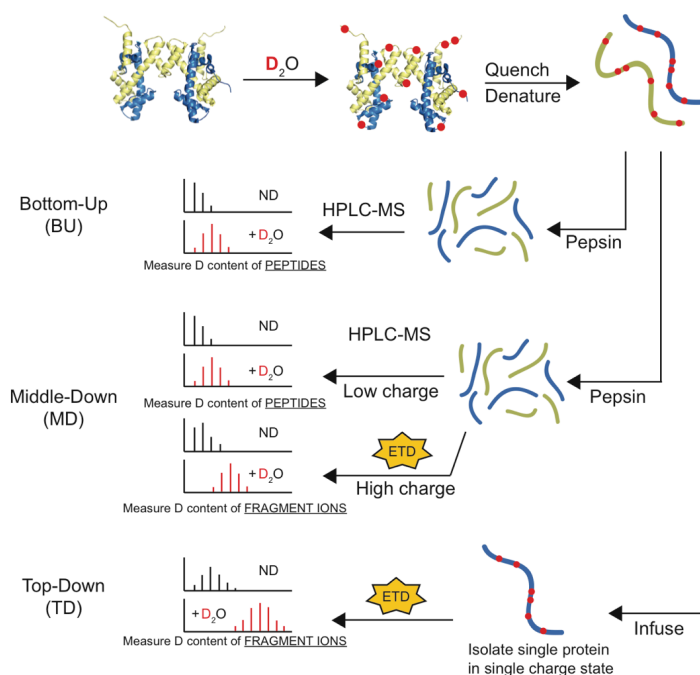 D₂O
Quench
Denature
Bottom-Up
(BU)
ND
+ D₂O
Measure D content of PEPTIDES
HPLC-MS
Pepsin
Middle-Down
(MD)
ND
+ D₂O
Measure D content of PEPTIDES
HPLC-MS
Low charge
Pepsin
ND
+ D₂O
Measure D content of FRAGMENT IONS
ETD
High charge
Top-Down
(TD)
ND
+ D₂O
Measure D content of FRAGMENT IONS
ETD
Isolate single protein
in single charge state
Infuse